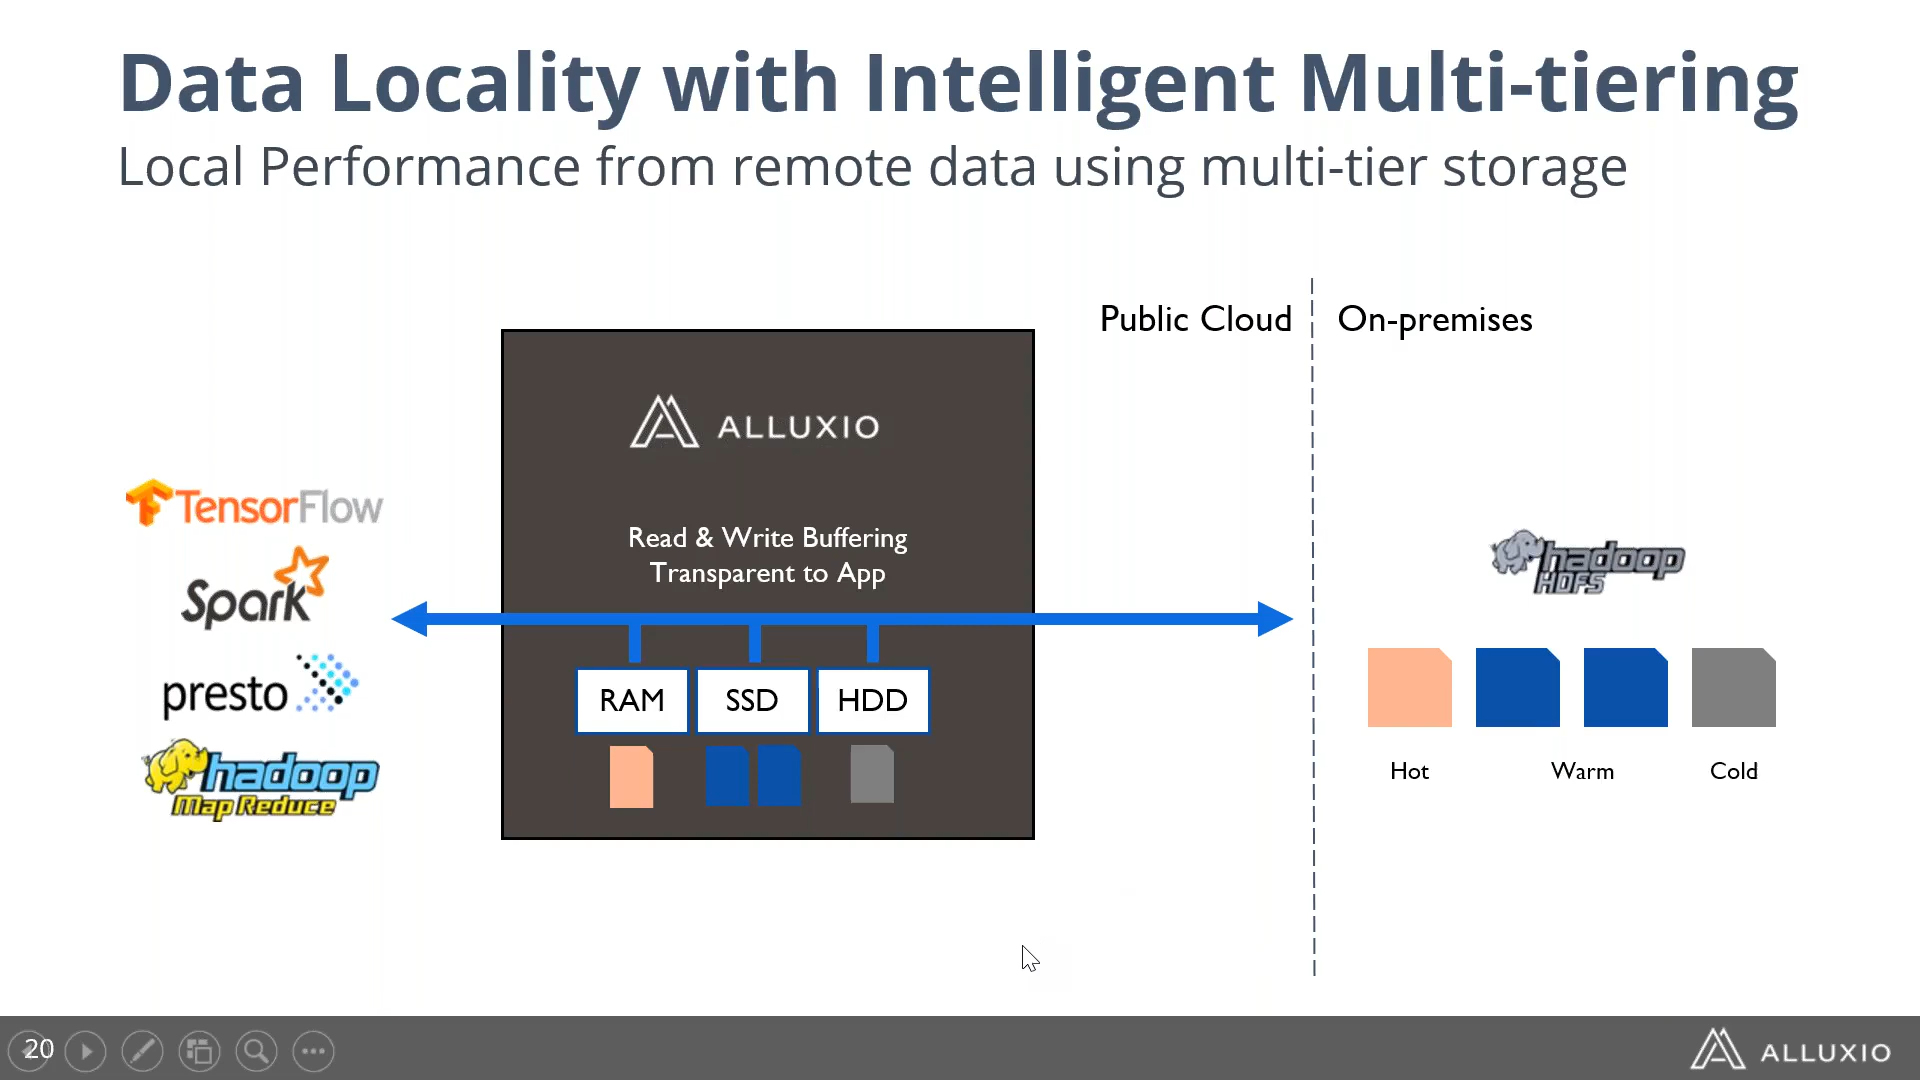 Data Locality with Intelligent Multi-tiering
Local Performance from remote data using multi-tier storage
Public Cloud
On-premises
ALLUXIO
Read & Write Buffering
Transparent to App
TensorFlow
Spark
presto
hadoop
Map Reduce
RAM
SSD
HDD
hadoop
HDFS
Hot
Warm
Cold
20
ALLUXIO